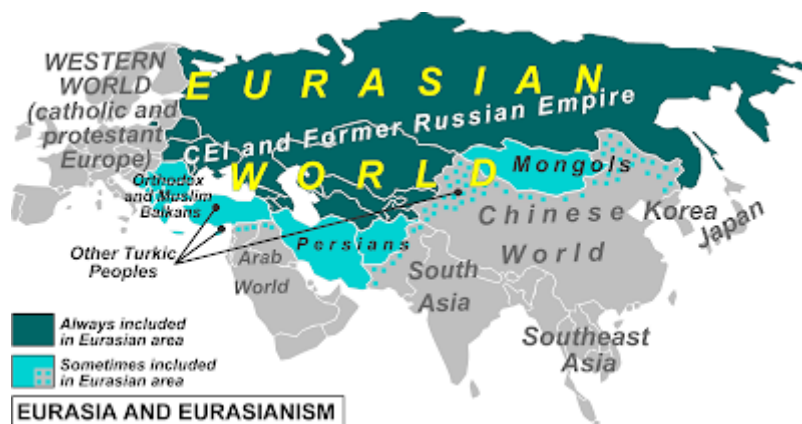 WESTERN
WORLD
(catholic and
protestant
Europe)
EURASIAN
CEI and Former Russian Empire
WORLD
Orthodox
and Muslim
Balkans
Mongols
Other Turkic
Peoples
Persians
Arab
World
Chinese
World
Korea
Japan
South
Asia
Southeast
Asia
Always included
in Eurasian area
Sometimes included
in Eurasian area
EURASIA AND EURASIANISM